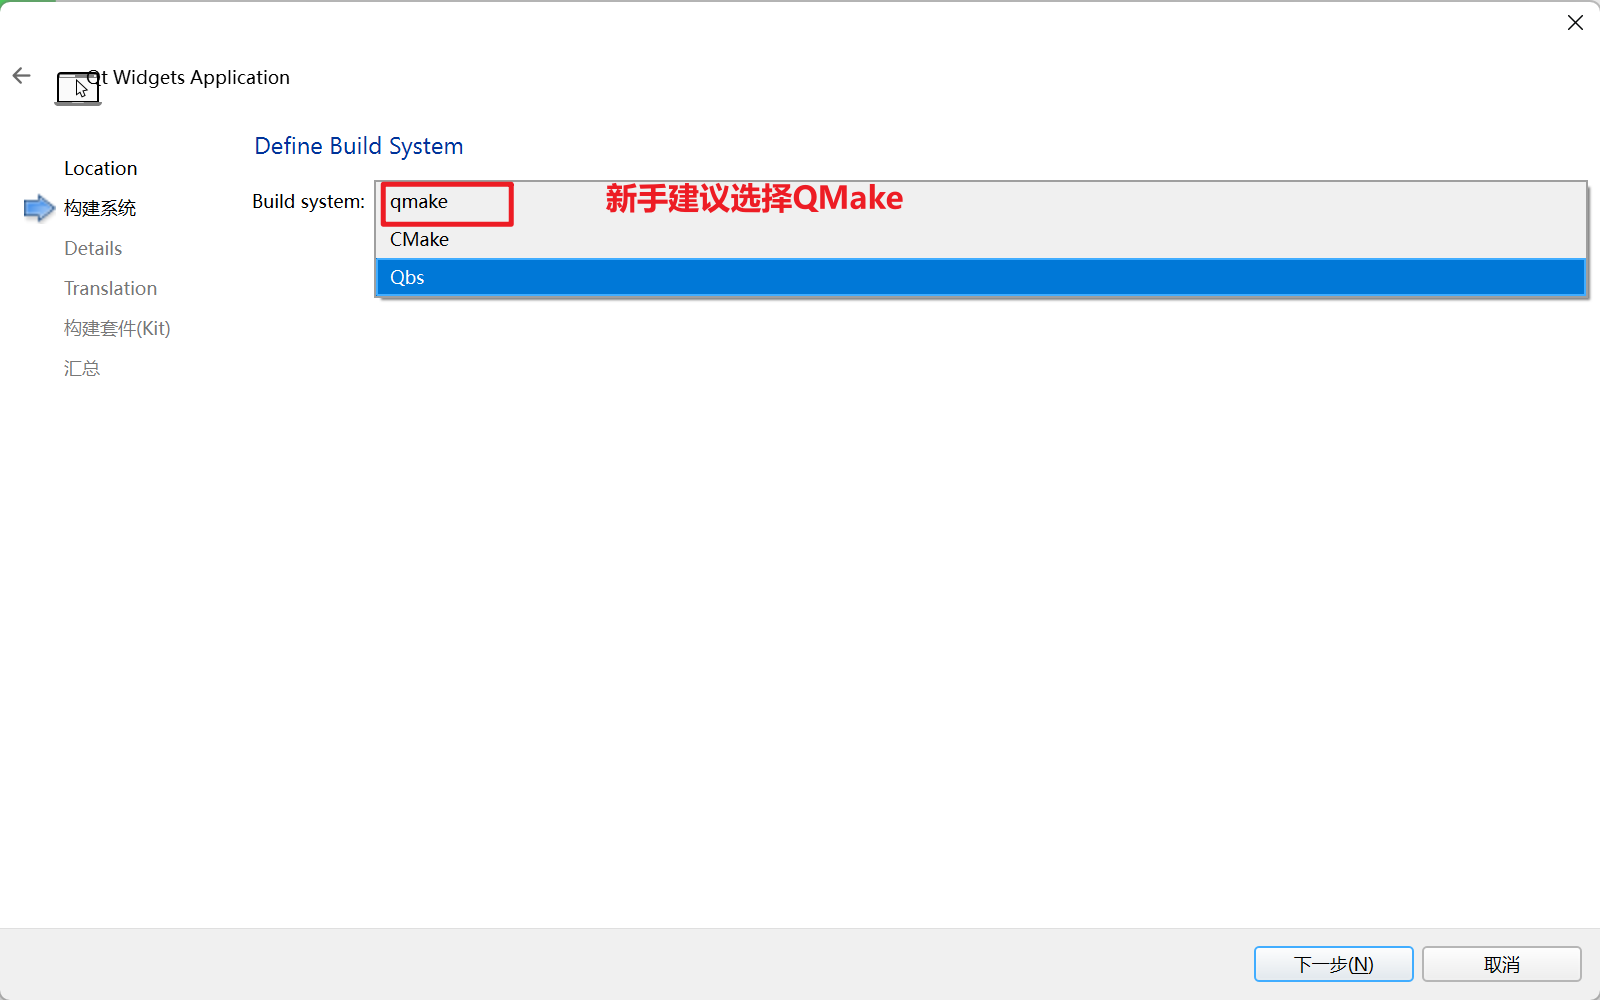 Qt Widgets Application
Define Build System
Location
构建系统
Details
Translation
构建套件(Kit)
汇总
Build system:
qmake
新手建议选择QMake
CMake
Qbs
下一步(N)
取消